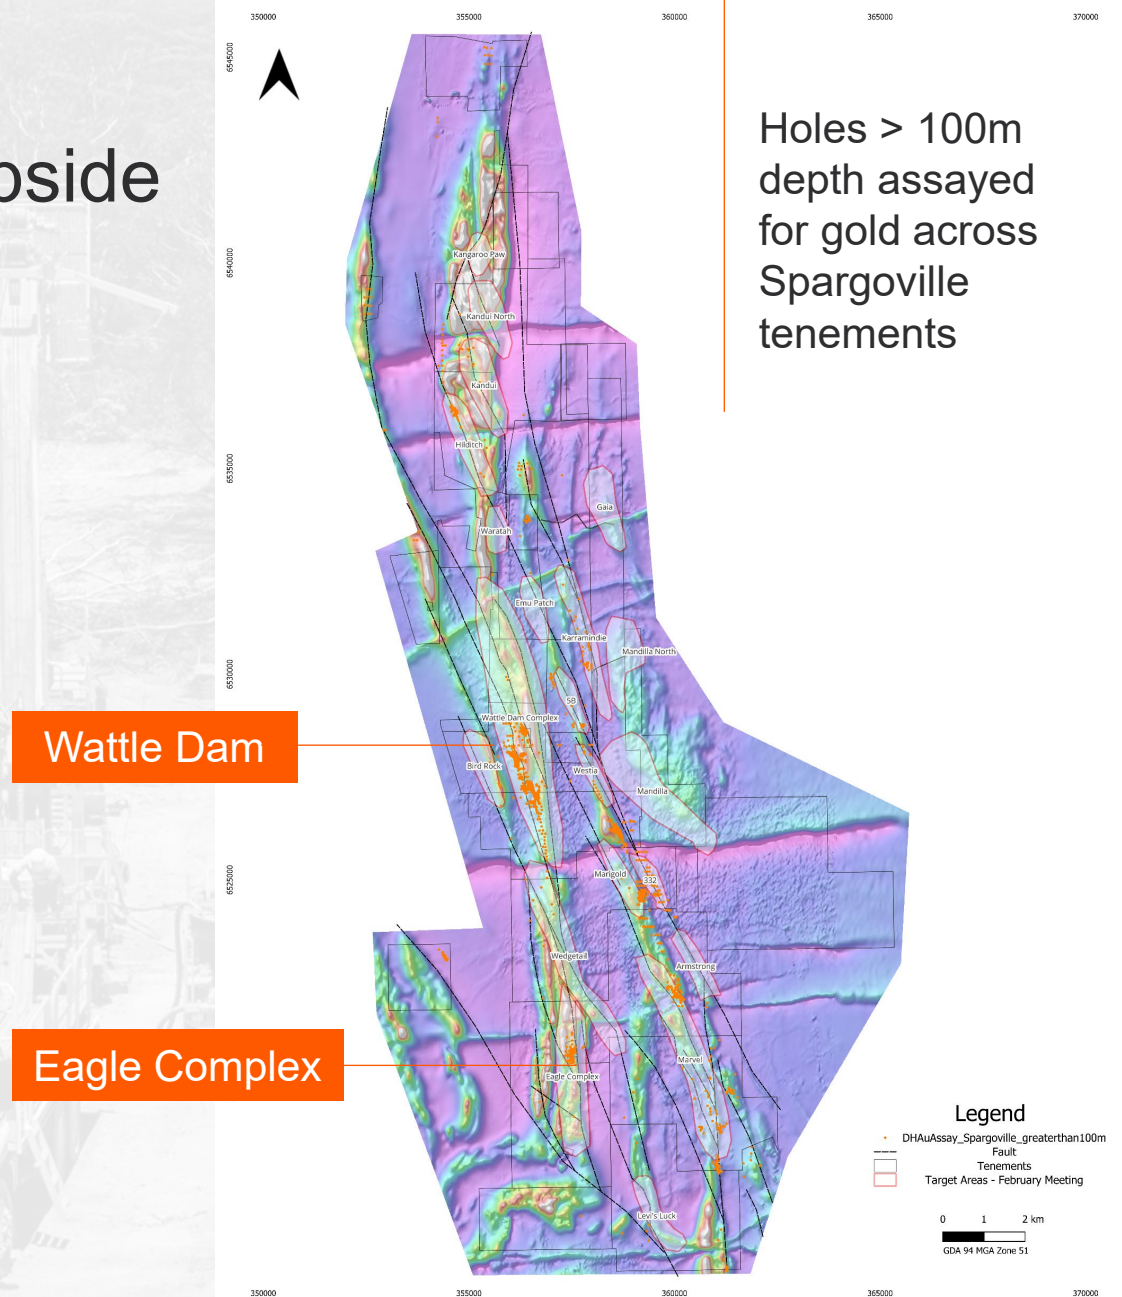 350000
355000
360000
365000
370000
6545000
6540000
6535000
6530000
6525000
Holes > 100m
depth assayed
for gold across
Spargoville
tenements
Kangaroo Paw
Kandui North
Kandui
Hilditch
Gaia
Waratah
Emu Patch
Karramindie
Mandilla North
5B
Wattle Dam Complex
Wattle Dam
Bird Rock
Westia
Mandilla
Marigold
332
Wedgetail
Armstrong
Marvel
Eagle Complex
Eagle Complex
Levi's Luck
Legend
DHAuAssay_Spargoville_greaterthan100m
Fault
Tenements
Target Areas - February Meeting
0 1 2 km
GDA 94 MGA Zone 51
350000
355000
360000
365000
370000